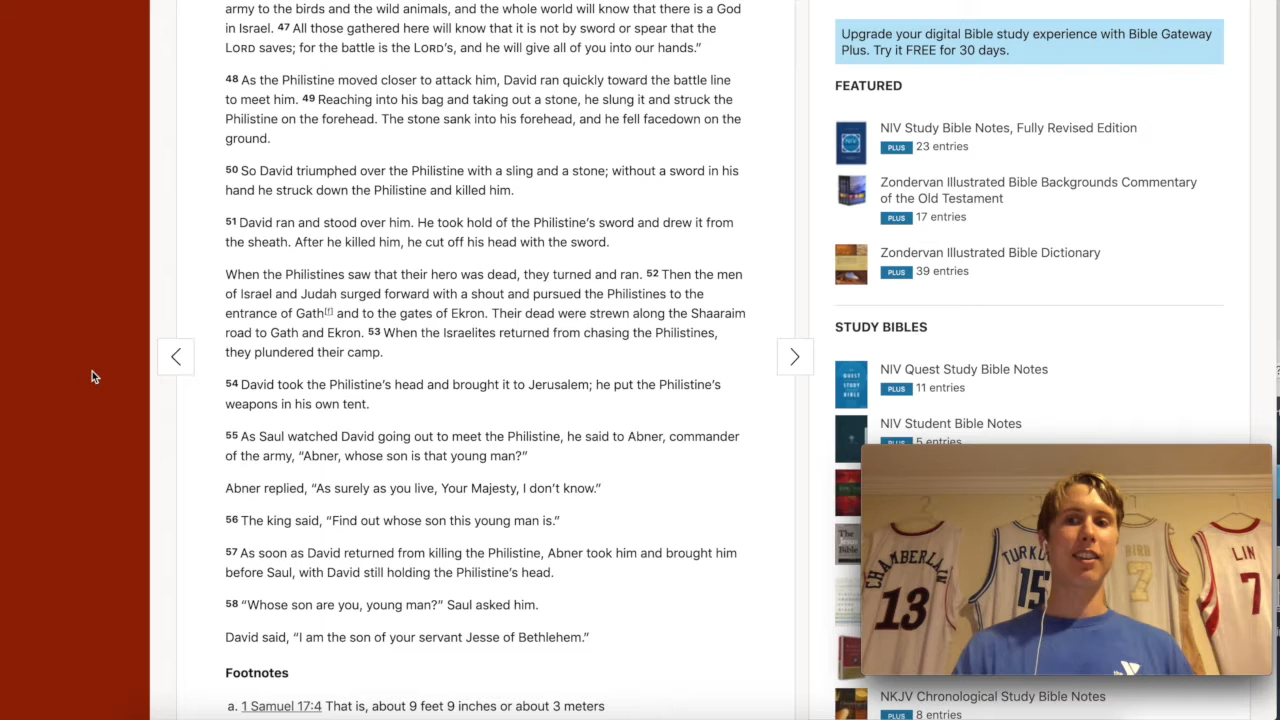 army to the birds and the wild animals, and the whole world will know that there is a God
in Israel. 47 All those gathered here will know that it is not by sword or spear that the
LORD saves; for the battle is the LORD’s, and he will give all of you into our hands.”
48 As the Philistine moved closer to attack him, David ran quickly toward the battle line
to meet him. 49 Reaching into his bag and taking out a stone, he slung it and struck the
Philistine on the forehead. The stone sank into his forehead, and he fell facedown on the
ground.
50 So David triumphed over the Philistine with a sling and a stone; without a sword in his
hand he struck down the Philistine and killed him.
51 David ran and stood over him. He took hold of the Philistine’s sword and drew it from
the sheath. After he killed him, he cut off his head with the sword.
When the Philistines saw that their hero was dead, they turned and ran. 52 Then the men
of Israel and Judah surged forward with a shout and pursued the Philistines to the
entrance of Gath[f] and to the gates of Ekron. Their dead were strewn along the Shaaraim
road to Gath and Ekron. 53 When the Israelites returned from chasing the Philistines,
they plundered their camp.
54 David took the Philistine’s head and brought it to Jerusalem; he put the Philistine’s
weapons in his own tent.
55 As Saul watched David going out to meet the Philistine, he said to Abner, commander
of the army, “Abner, whose son is that young man?”
Abner replied, “As surely as you live, Your Majesty, I don’t know.”
56 The king said, “Find out whose son this young man is.”
57 As soon as David returned from killing the Philistine, Abner took him and brought him
before Saul, with David still holding the Philistine’s head.
58 “Whose son are you, young man?” Saul asked him.
David said, “I am the son of your servant Jesse of Bethlehem.”
Footnotes
a. 1 Samuel 17:4 That is, about 9 feet 9 inches or about 3 meters
Upgrade your digital Bible study experience with Bible Gateway
Plus. Try it FREE for 30 days.
FEATURED
NIV Study Bible Notes, Fully Revised Edition
PLUS 23 entries
Zondervan Illustrated Bible Backgrounds Commentary
of the Old Testament
PLUS 17 entries
Zondervan Illustrated Bible Dictionary
PLUS 39 entries
STUDY BIBLES
NIV Quest Study Bible Notes
PLUS 11 entries
QUEST
STUDY
BIBLE
NIV Student Bible Notes
PLUS 5 entries
The
Bible
CHAMBERLAIN
13
15
BIRD
7
LIN
7
NKJV Chronological Study Bible Notes
PLUS 8 entries